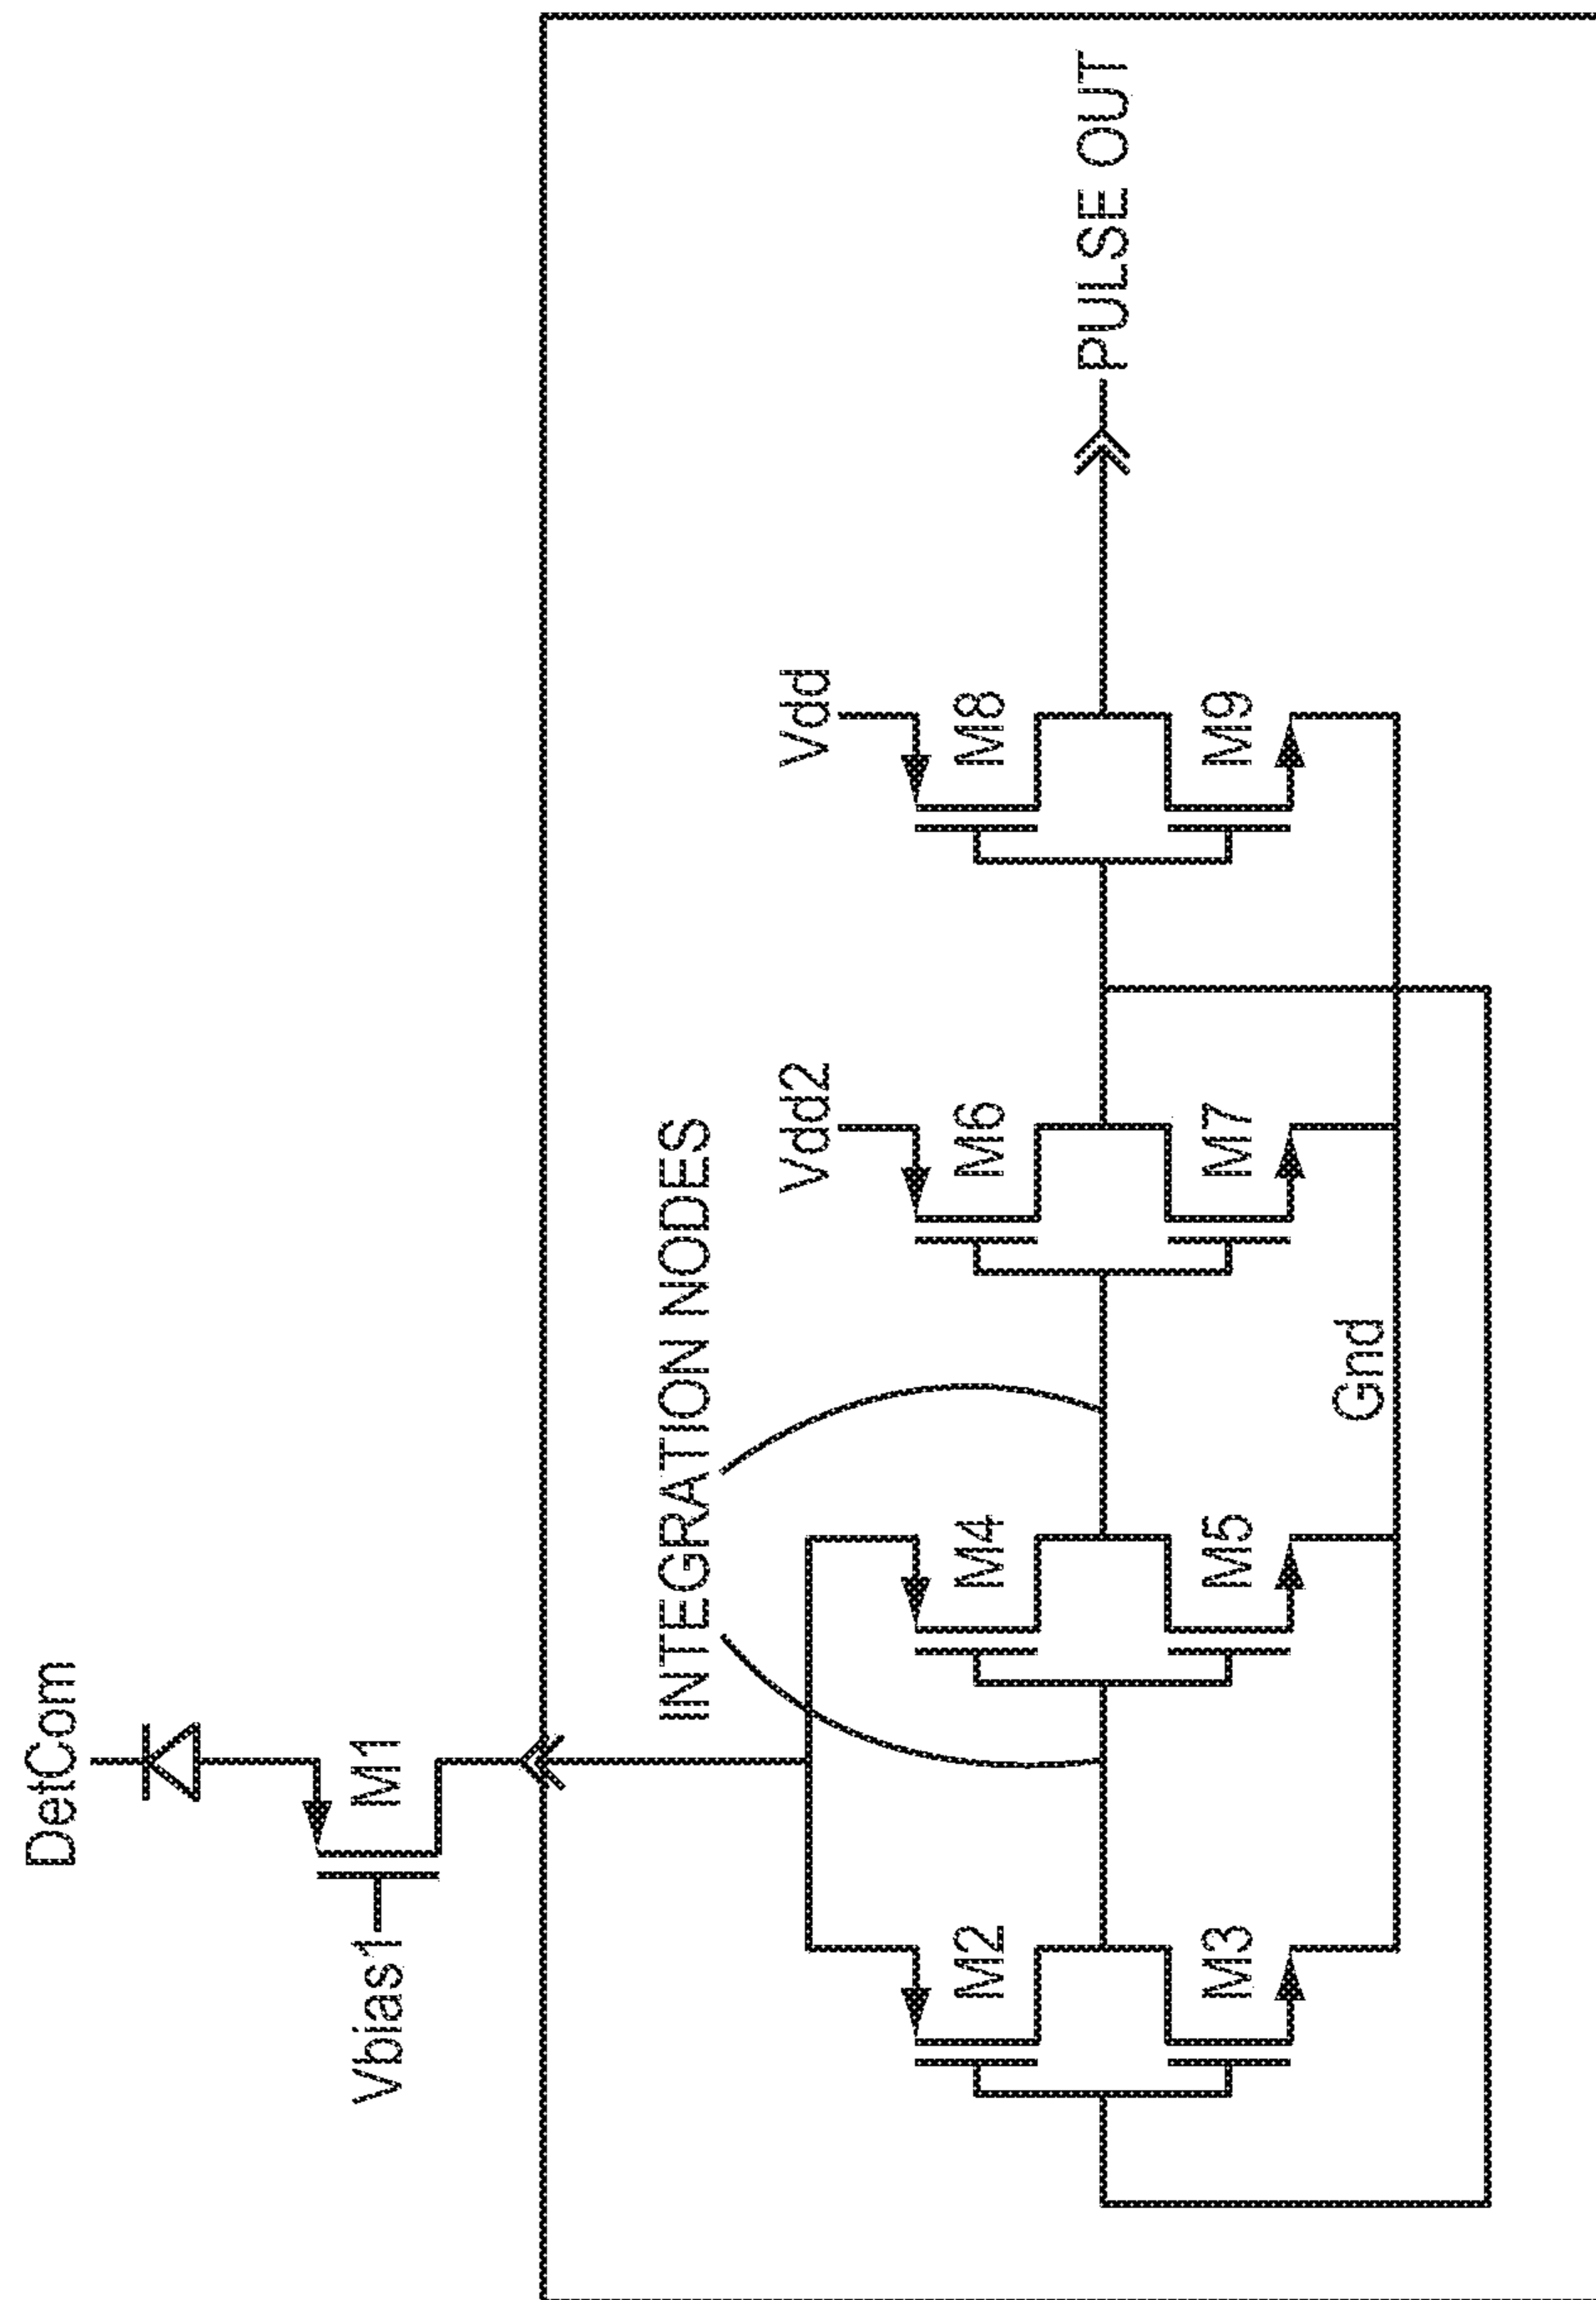 DetCom
Vbias1
M1
INTEGRATION NODES
Vdd2
Vdd
M2
M4
M6
M8
PULSE OUT
M3
M5
M7
M9
Gnd